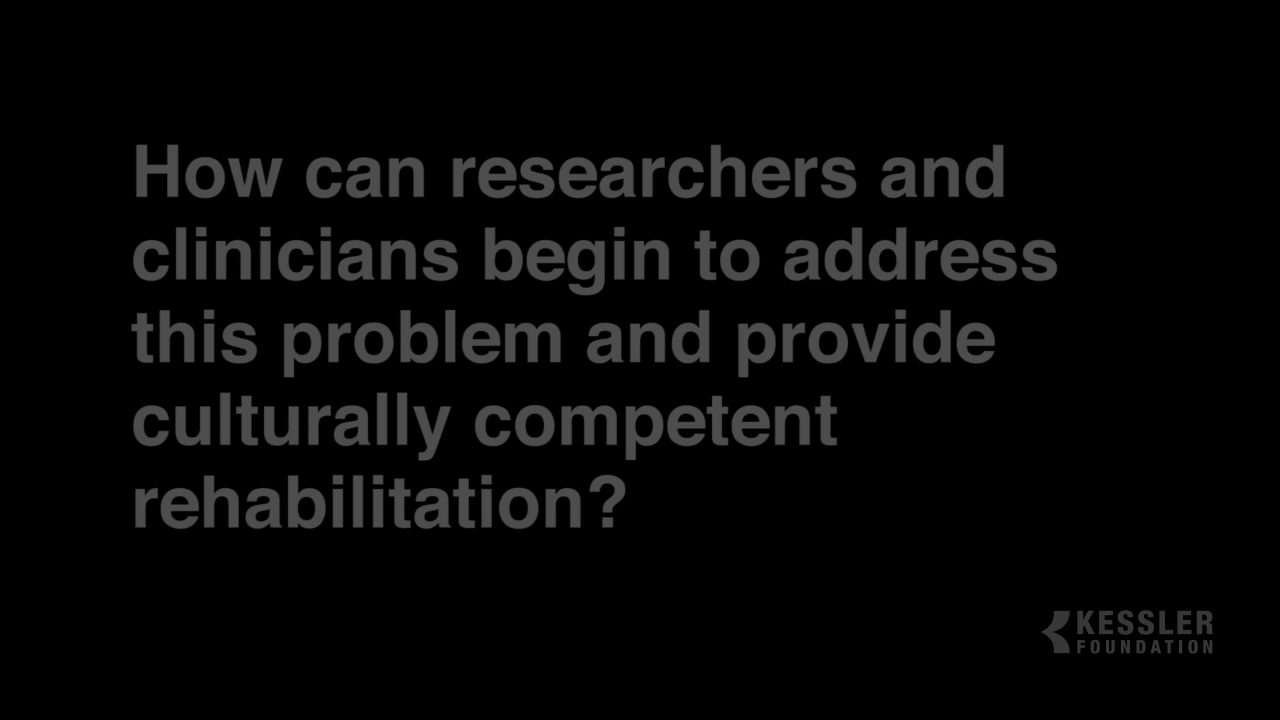 How can researchers and
clinicians begin to address
this problem and provide
culturally competent
rehabilitation?
KESSLER
FOUNDATION